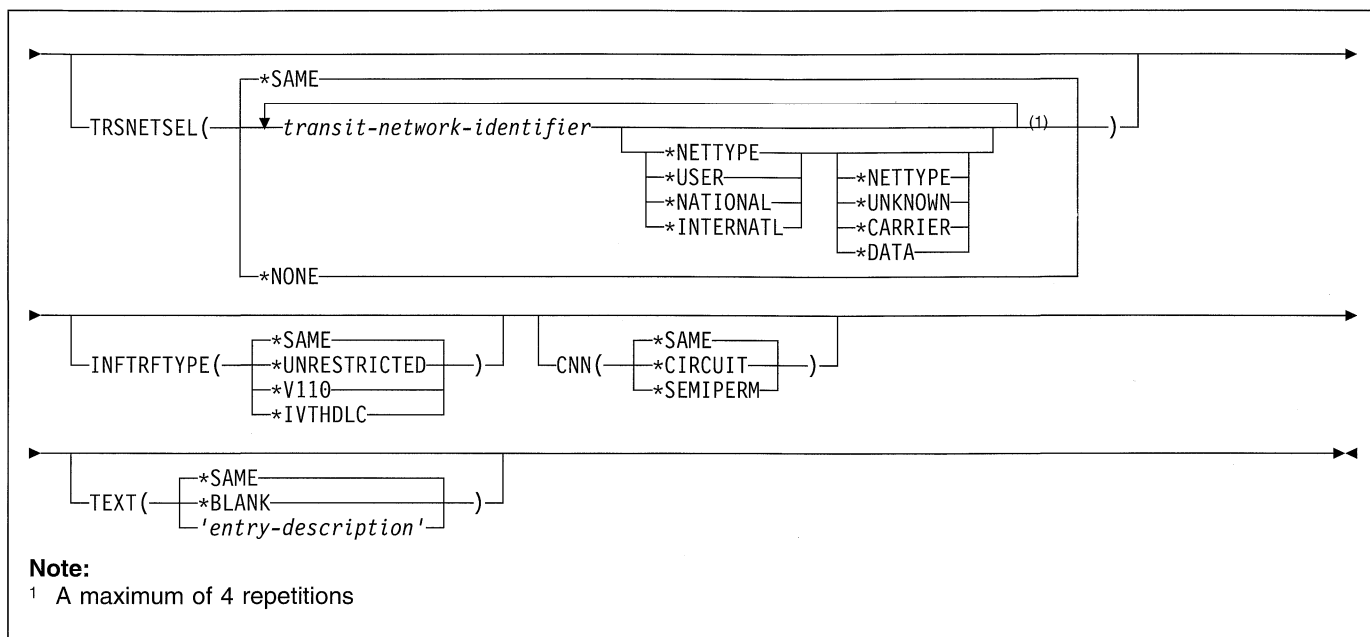 *SAME
TRSNETSEL( transit-network-identifier (1) )
*NETTYPE
*USER *NETTYPE
*NATIONAL *UNKNOWN
*INTERNATL *CARRIER
*DATA
*NONE
*SAME *SAME
INFTRFTYPE( *UNRESTRICTED ) CNN( *CIRCUIT )
*V110 *SEMIPERM
*IVTHDLC
*SAME
TEXT( *BLANK )
'entry-description'
Note:
1 A maximum of 4 repetitions